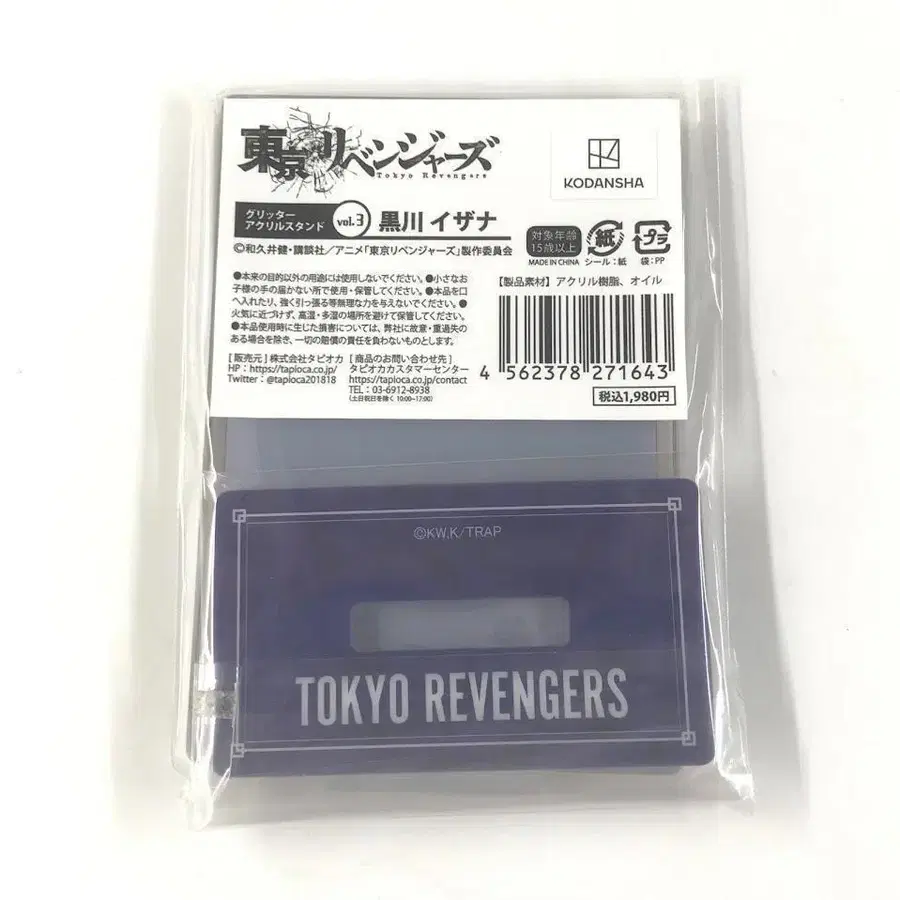 東京リベンジャーズ
Tokyo Revengers
KODANSHA
グリッター
アクリルスタンド
vol.3
黒川 イザナ
©和久井健・講談社／アニメ「東京リベンジャーズ」製作委員会
対象年齢
15歳以上
MADE IN CHINA
紙
シール：紙
プラ
袋：PP
●本来の目的以外の用途には使用しないでください。●小さなお
子様の手の届かない所で使用・保管してください。●本品を口
へ入れたり、強く引っ張る等無理な力を与えないでください。●
火気に近づけず、高温・多湿の場所を避けて保管してください。
●本品使用時に生じた損害については、弊社に故意・重過失の
ある場合を除き、一切の賠償の責任を負わないものとします。
【製品素材】アクリル樹脂、オイル
[ 販売元 ] 株式会社タピオカ
HP：https://tapioca.co.jp/
Twitter：@tapioca201818
[ 商品のお問い合わせ先 ]
タピオカカスタマーセンター
https://tapioca.co.jp/contact
TEL：03-6912-8938
（土日祝日を除く 10:00~17:00）
4 562378 271643
税込1,980円
©KW,K/TRAP
TOKYO REVENGERS